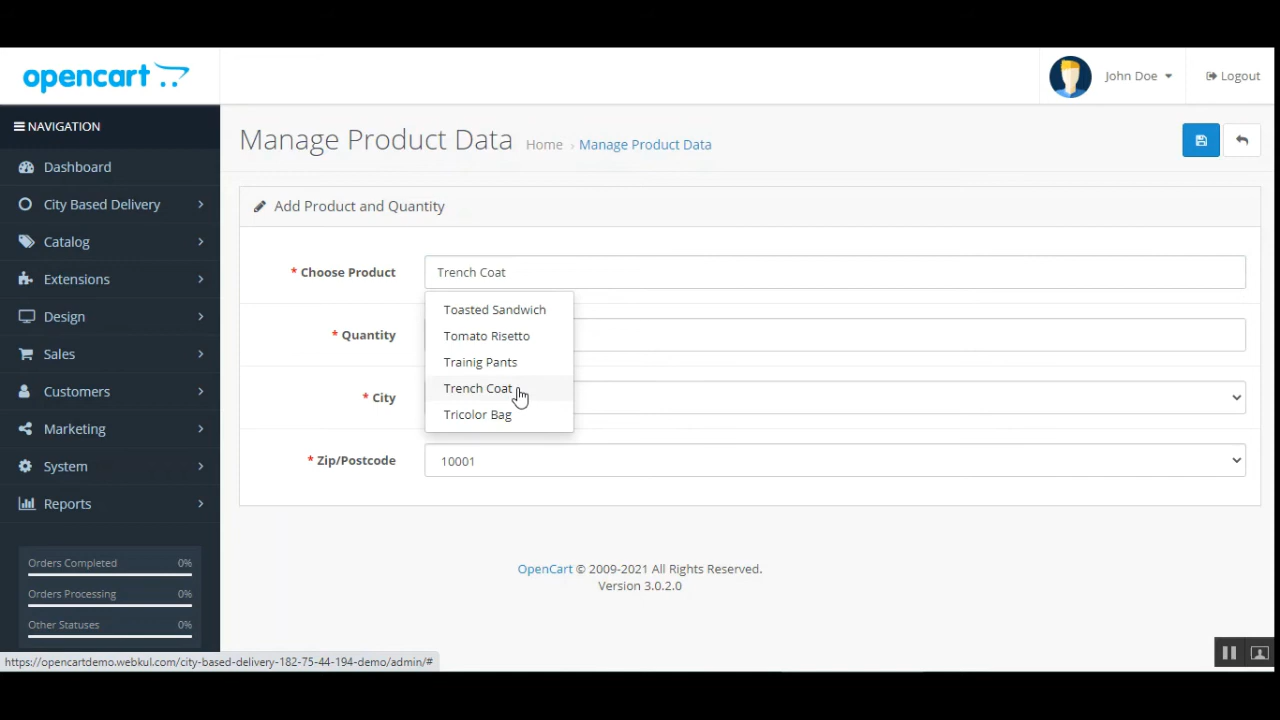 opencart
John Doe
Logout
NAVIGATION
Manage Product Data
Home › Manage Product Data
Dashboard
City Based Delivery
Catalog
Extensions
Design
Sales
Customers
Marketing
System
Reports
Add Product and Quantity
* Choose Product
Trench Coat
Toasted Sandwich
Tomato Risetto
Trainig Pants
Trench Coat
Tricolor Bag
* Quantity
* City
* Zip/Postcode
10001
Orders Completed 0%
Orders Processing 0%
Other Statuses 0%
OpenCart © 2009-2021 All Rights Reserved.
Version 3.0.2.0
https://opencartdemo.webkul.com/city-based-delivery-182-75-44-194-demo/admin/#